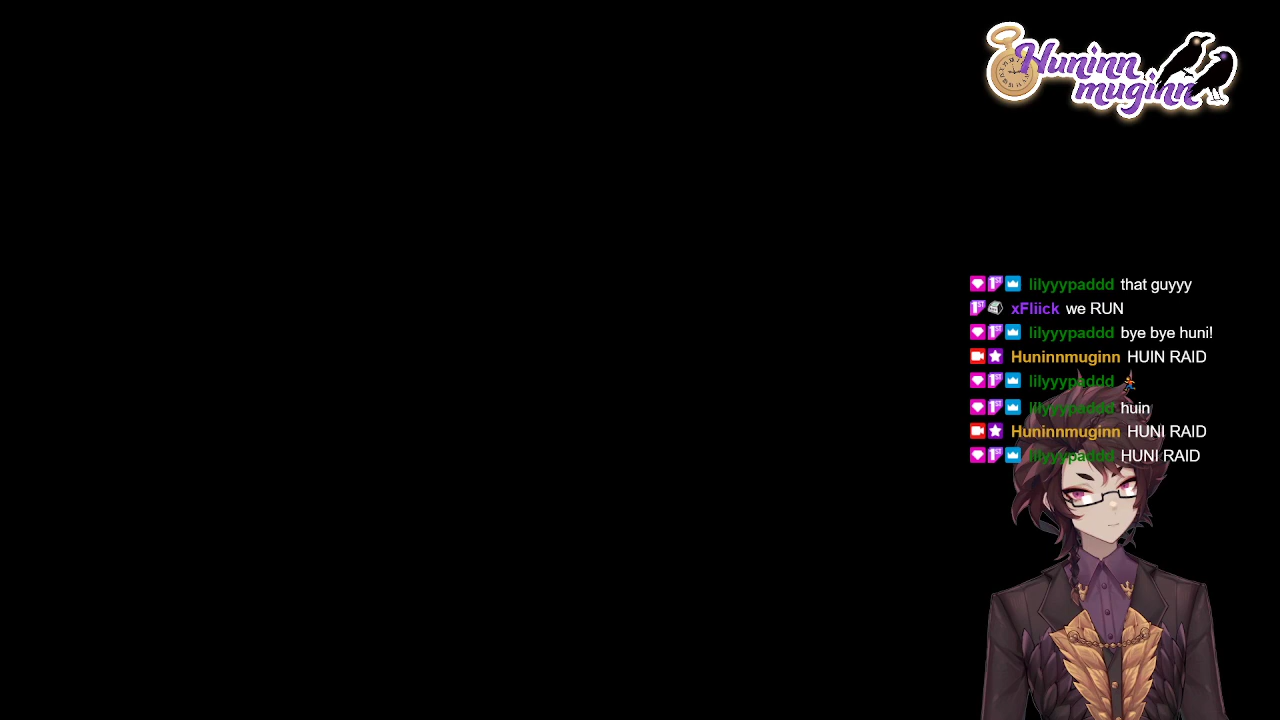 Huninn
muginn
lilyyypaddd that guyyy
xFliick we RUN
lilyyypaddd bye bye huni!
Huninnmuginn HUIN RAID
lilyyypaddd
lilyyypaddd huin
Huninnmuginn HUNI RAID
lilyyypaddd HUNI RAID